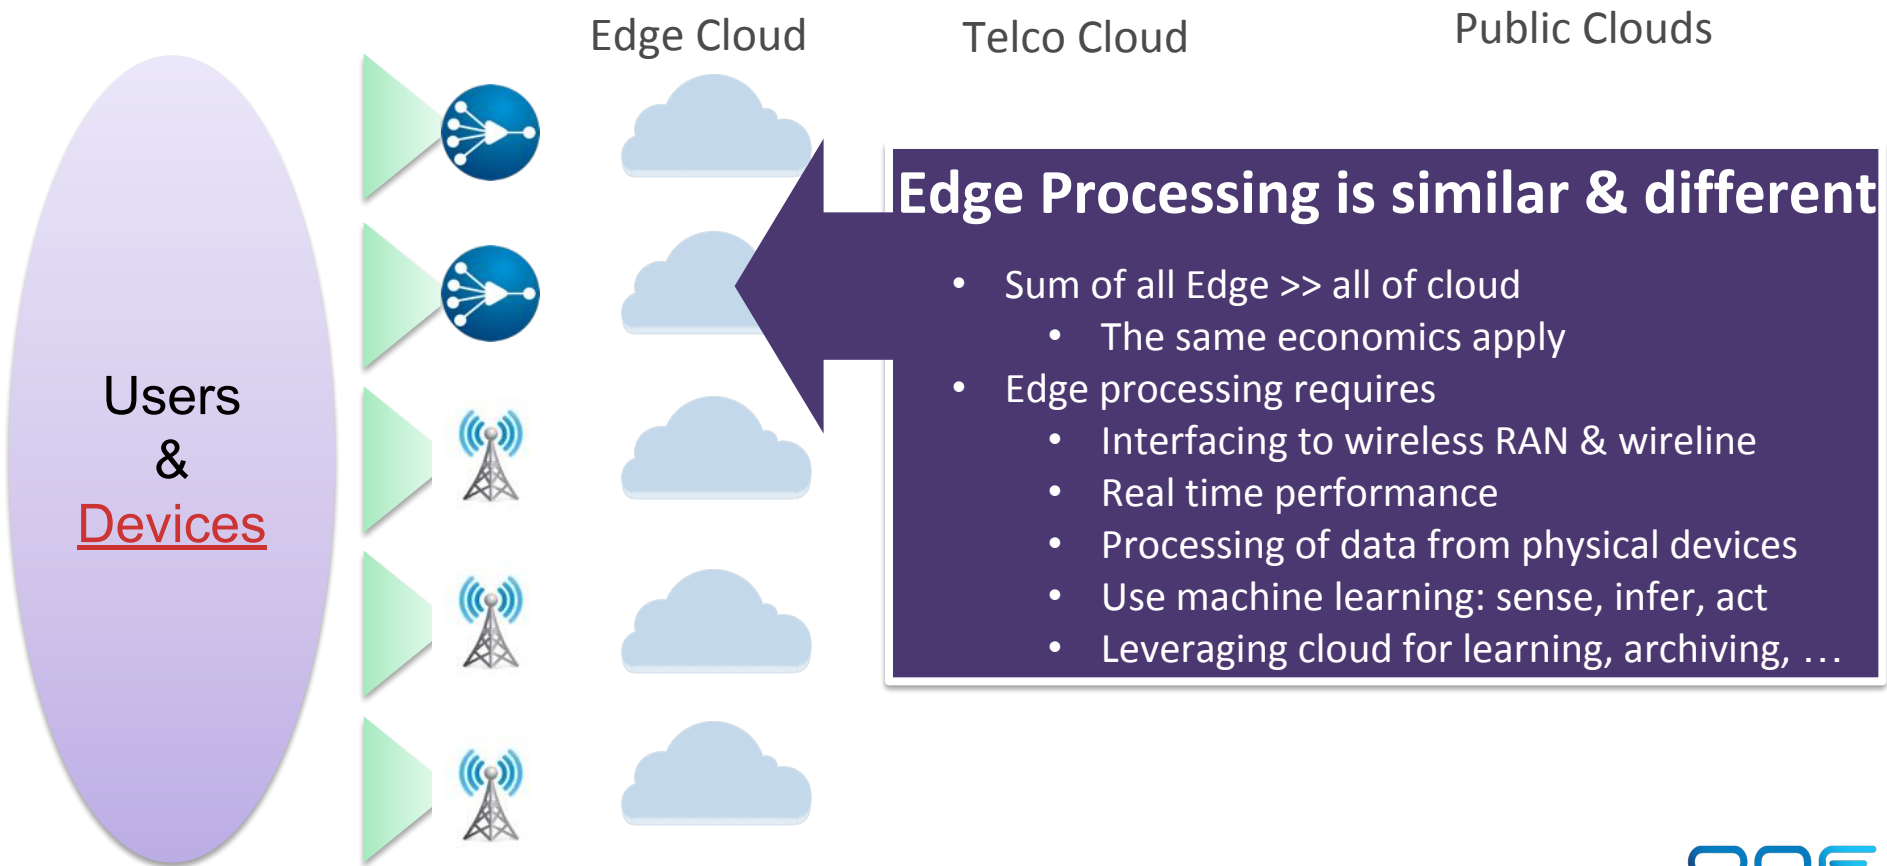 Edge Cloud
Telco Cloud
Public Clouds
Users
&
Devices
Edge Processing is similar & different
• Sum of all Edge >> all of cloud
• The same economics apply
• Edge processing requires
• Interfacing to wireless RAN & wireline
• Real time performance
• Processing of data from physical devices
• Use machine learning: sense, infer, act
• Leveraging cloud for learning, archiving, …